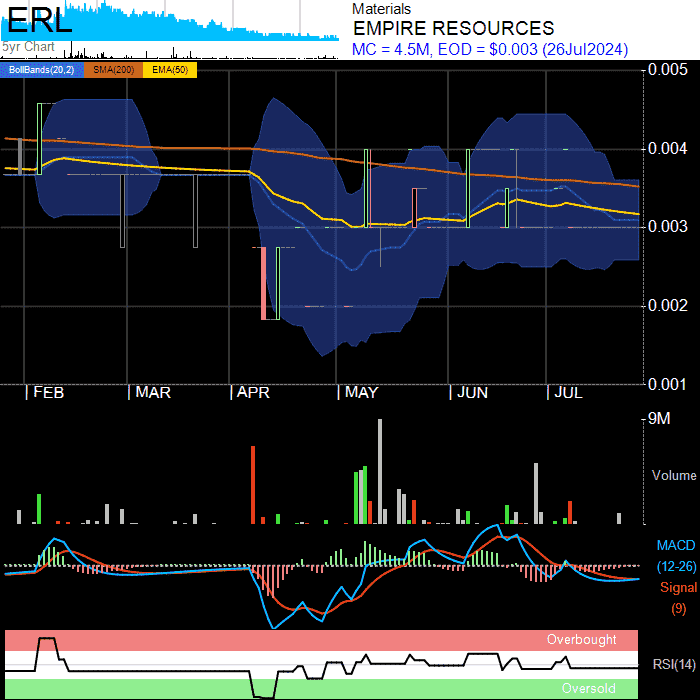 ERL
5yr Chart
Materials
EMPIRE RESOURCES
MC = 4.5M, EOD = $0.003 (26Jul2024)
BollBands(20,2) SMA(200) EMA(50)
0.005
0.004
0.003
0.002
0.001
FEB MAR APR MAY JUN JUL
9M
Volume
MACD
(12-26)
Signal
(9)
Overbought
RSI(14)
Oversold